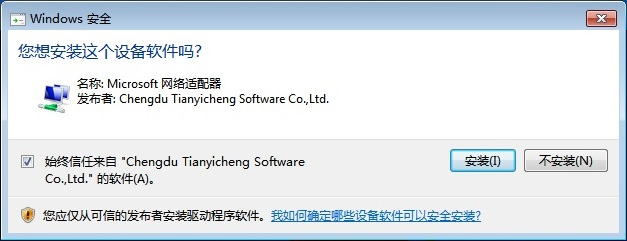 Windows 安全
您想安装这个设备软件吗?
名称: Microsoft 网络适配器
发布者: Chengdu Tianyicheng Software Co.,Ltd.
始终信任来自 "Chengdu Tianyicheng Software
Co.,Ltd." 的软件(A)。
安装(I)
不安装(N)
您应仅从可信的发布者安装驱动程序软件。我如何确定哪些设备软件可以安全安装?